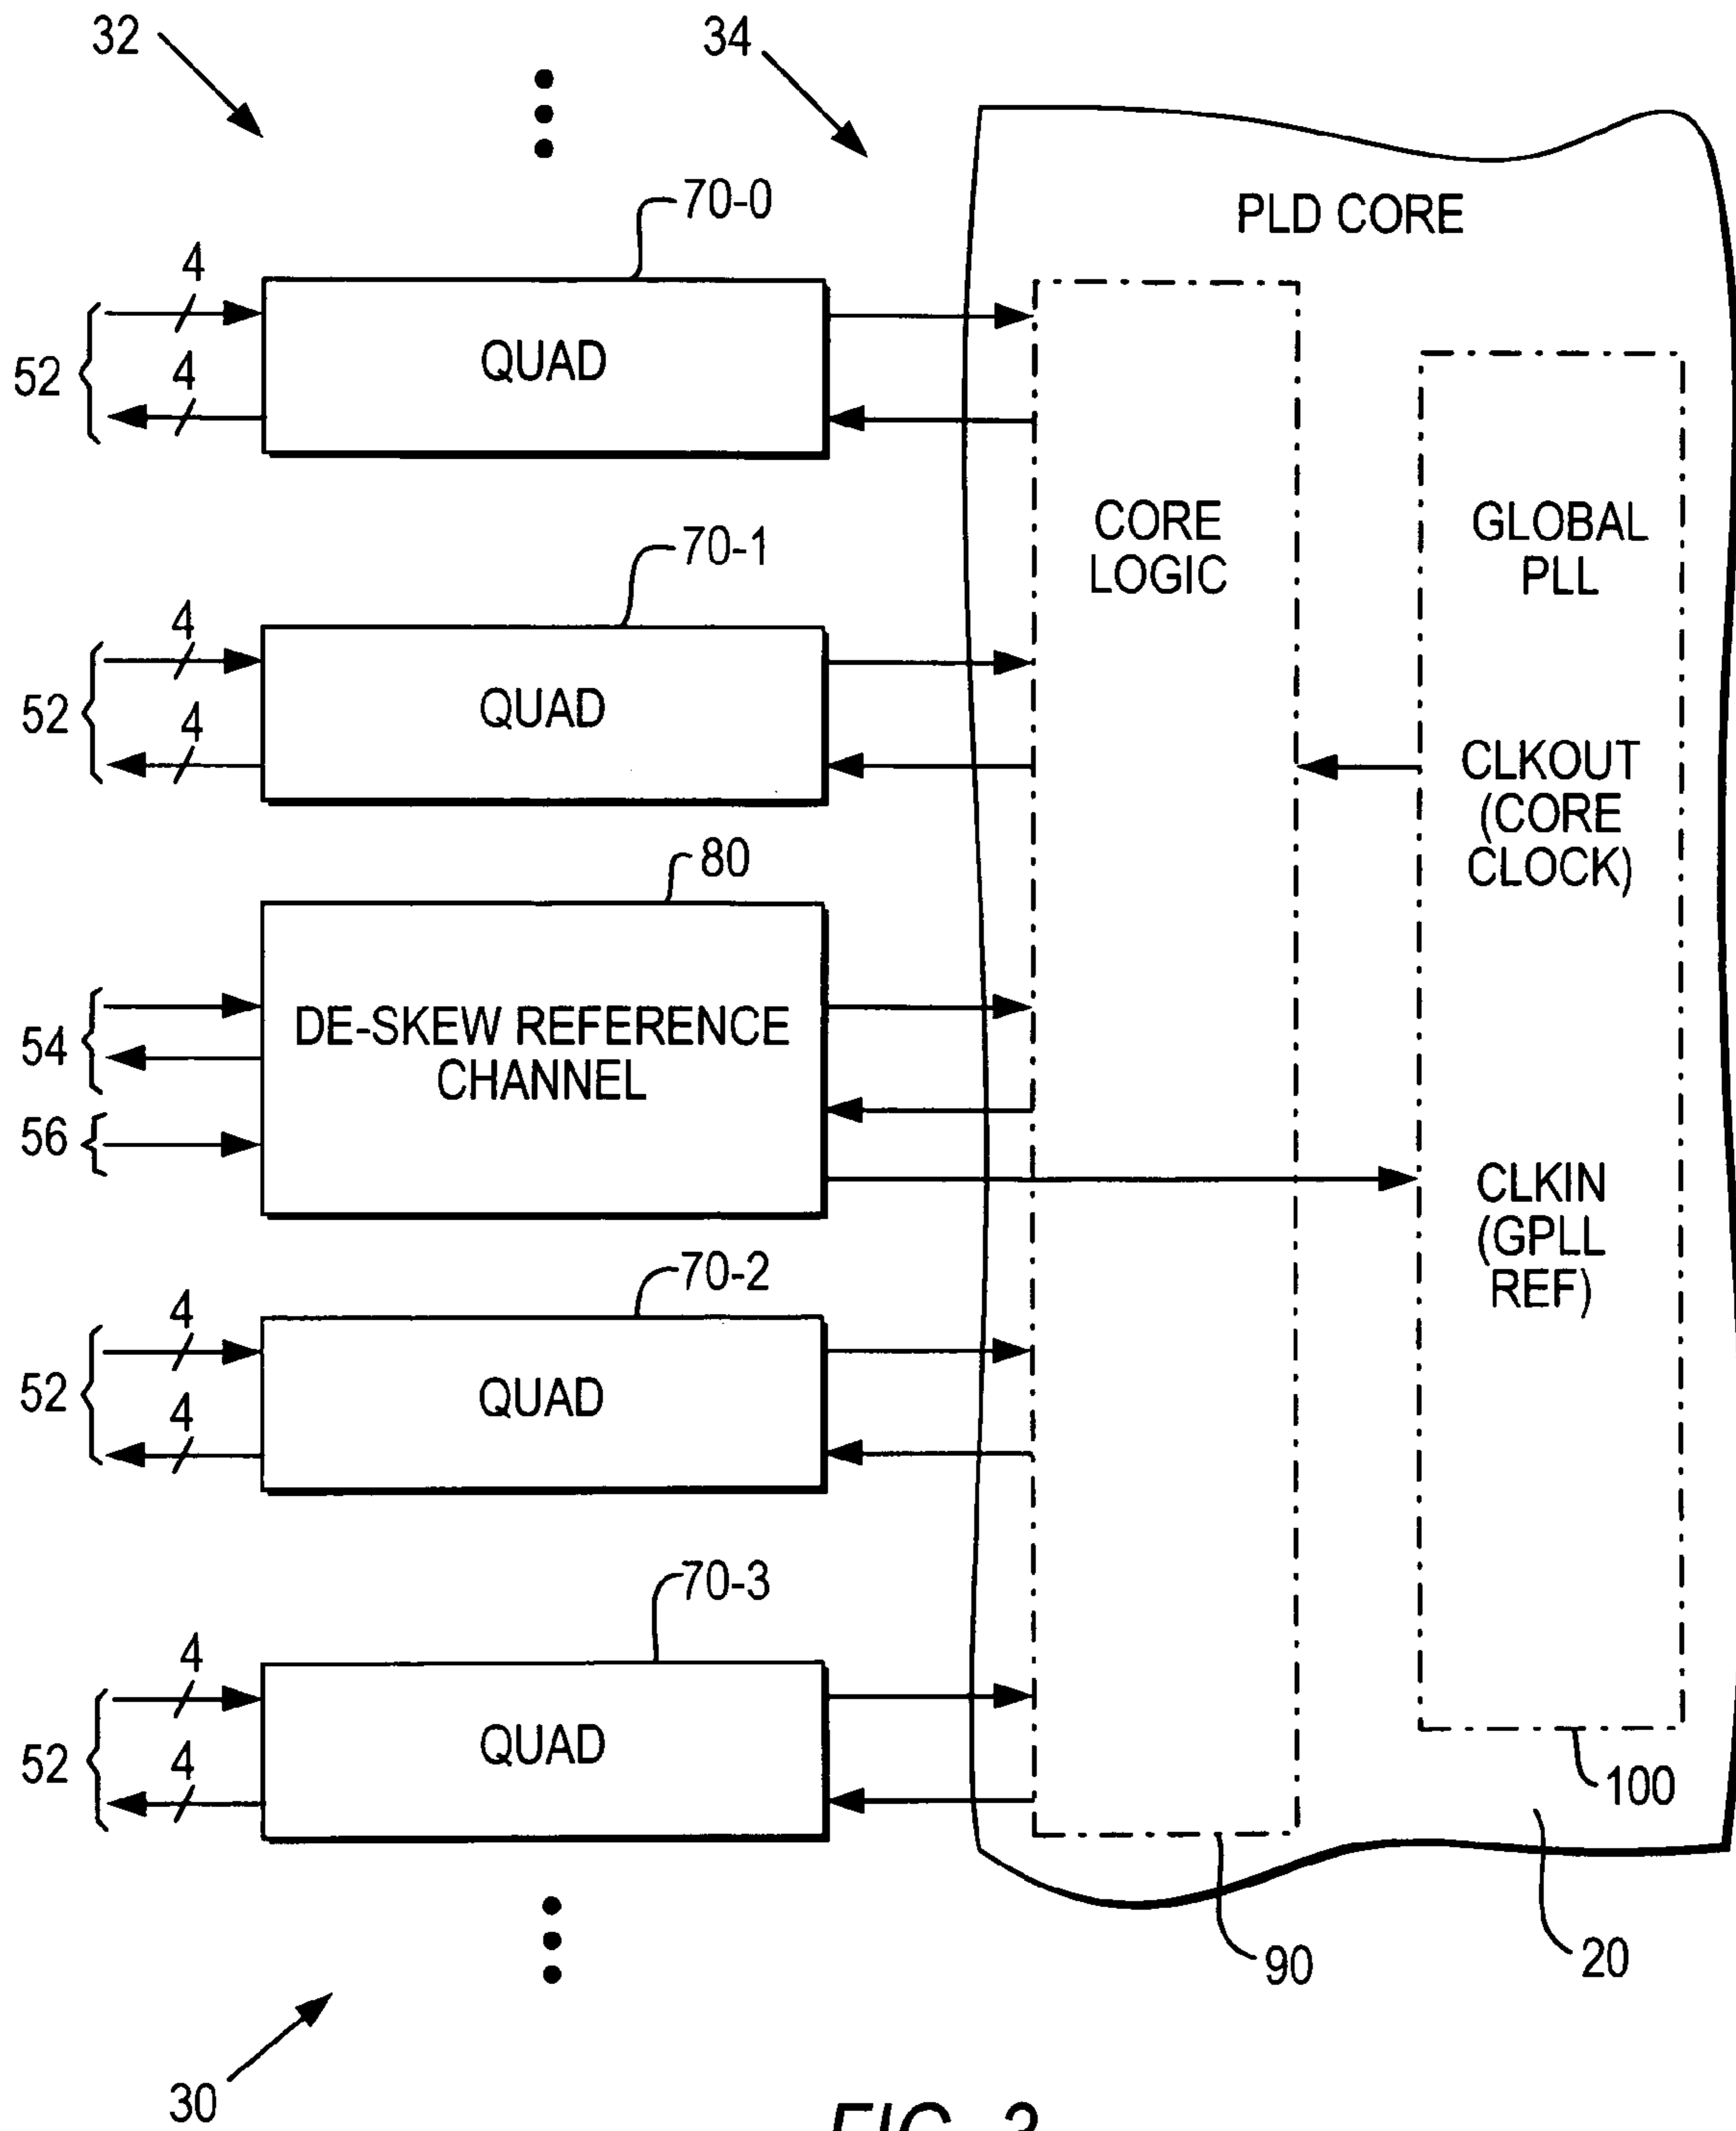 32
34
70-0
PLD CORE
4
52
4
QUAD
CORE
LOGIC
GLOBAL
PLL
70-1
4
52
4
QUAD
CLKOUT
(CORE
CLOCK)
80
54
56
DE-SKEW REFERENCE
CHANNEL
CLKIN
(GPLL
REF)
70-2
4
52
4
QUAD
70-3
4
52
4
QUAD
100
90
20
30